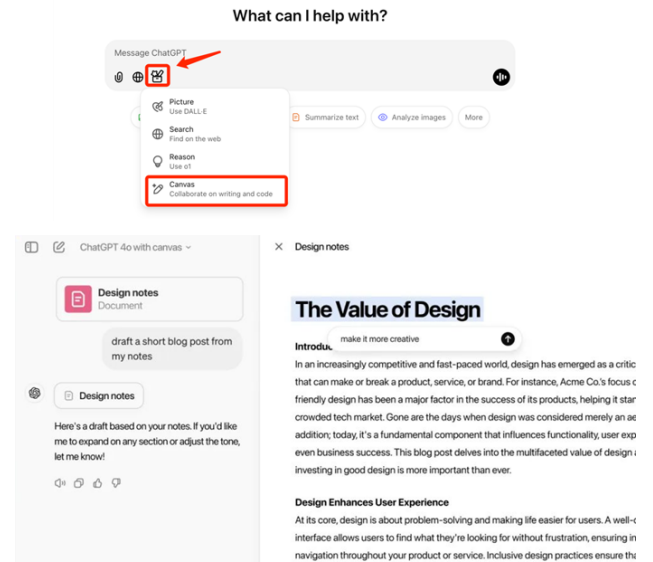 What can I help with?
Message ChatGPT
Picture
Use DALL·E
Search
Find on the web
Reason
Use o1
Canvas
Collaborate on writing and code
Summarize text
Analyze images
More
ChatGPT 4o with canvas
Design notes
Document
draft a short blog post from
my notes
Design notes
Here's a draft based on your notes. If you'd like
me to expand on any section or adjust the tone,
let me know!
Design notes
The Value of Design
make it more creative
Introdu
In an increasingly competitive and fast-paced world, design has emerged as a critic
that can make or break a product, service, or brand. For instance, Acme Co.'s focus o
friendly design has been a major factor in the success of its products, helping it star
crowded tech market. Gone are the days when design was considered merely an ae
addition; today, it's a fundamental component that influences functionality, user exp
even business success. This blog post delves into the multifaceted value of design
investing in good design is more important than ever.
Design Enhances User Experience
At its core, design is about problem-solving and making life easier for users. A well-
interface allows users to find what they're looking for without frustration, ensuring in
navigation throughout your product or service. Inclusive design practices ensure tha